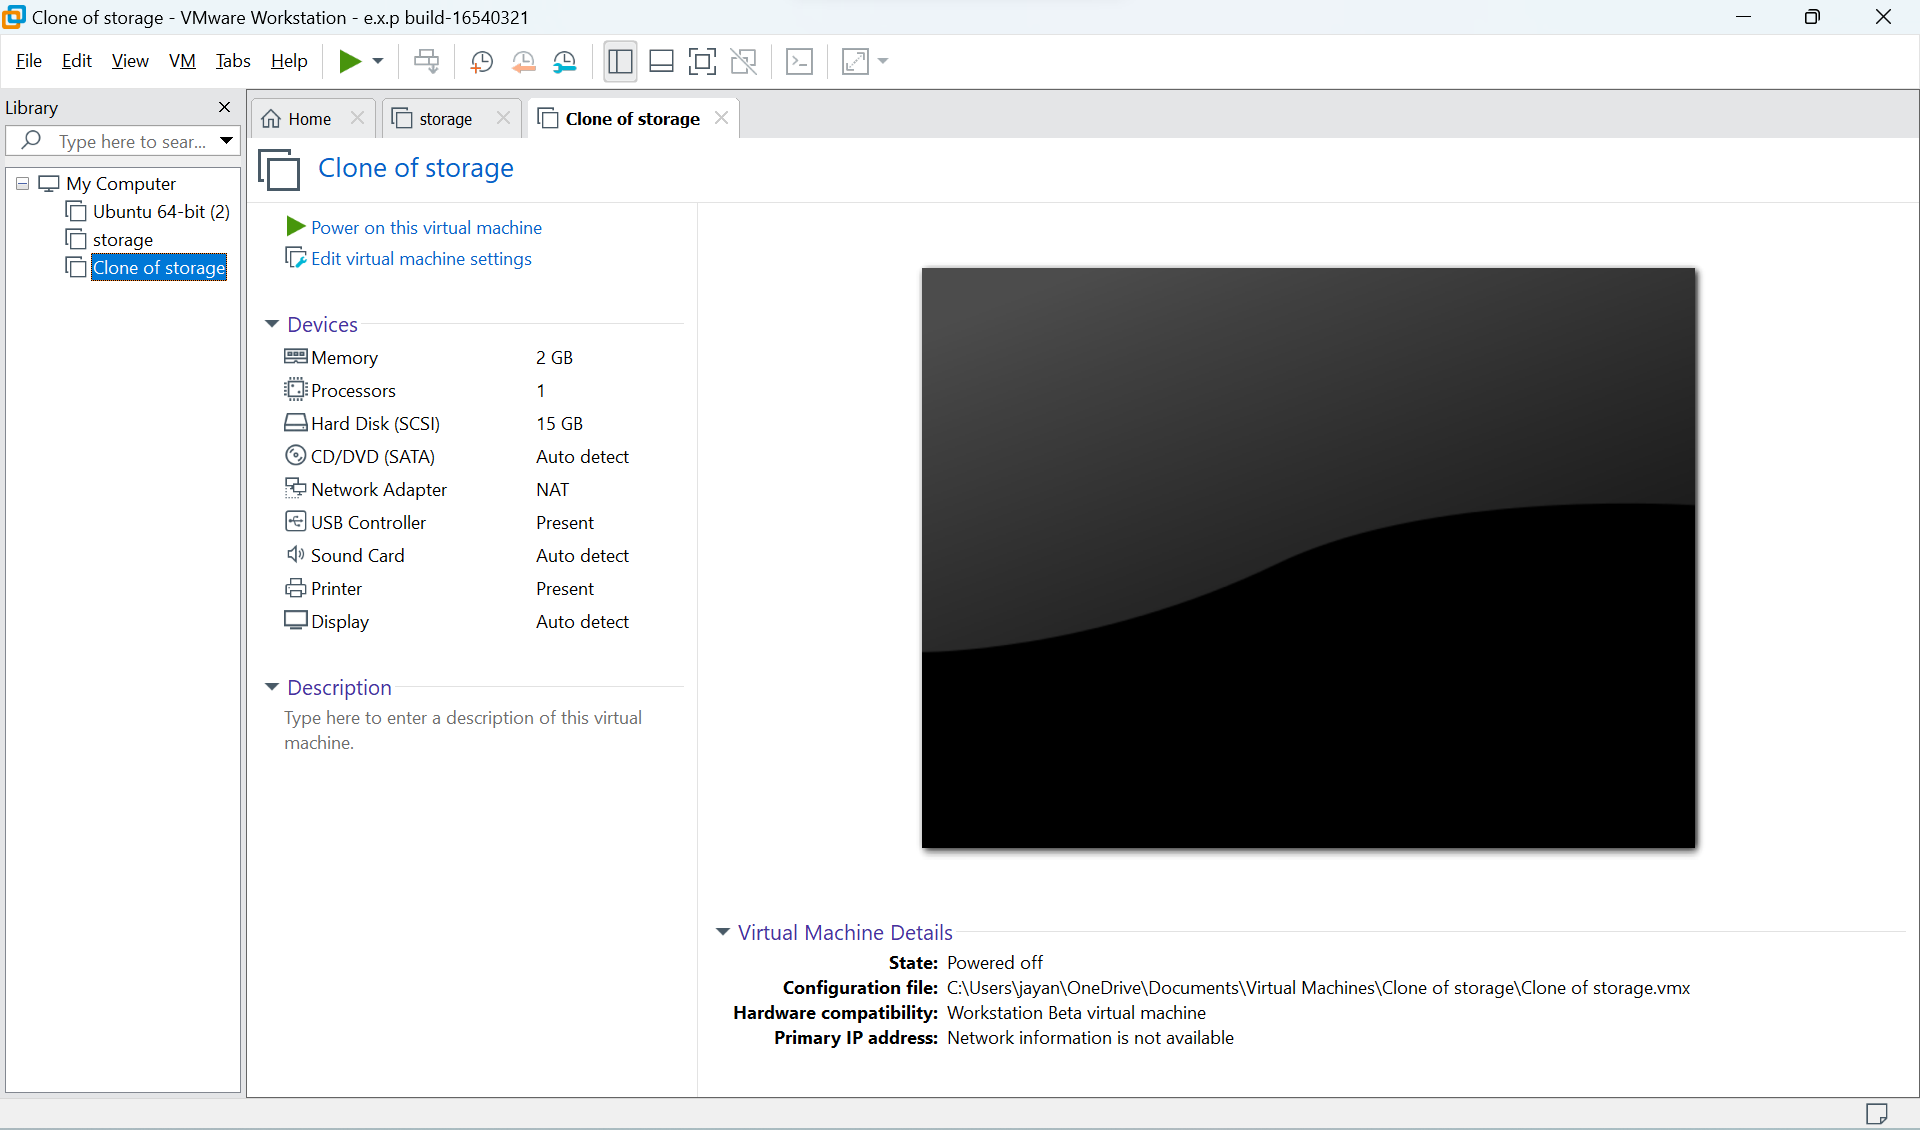 Clone of storage - VMware Workstation - e.x.p build-16540321
File Edit View VM Tabs Help
Library
Type here to sear...
My Computer
Ubuntu 64-bit (2)
storage
Clone of storage
Home
storage
Clone of storage
Clone of storage
Power on this virtual machine
Edit virtual machine settings
Devices
Memory 2 GB
Processors 1
Hard Disk (SCSI) 15 GB
CD/DVD (SATA) Auto detect
Network Adapter NAT
USB Controller Present
Sound Card Auto detect
Printer Present
Display Auto detect
Description
Type here to enter a description of this virtual
machine.
Virtual Machine Details
State: Powered off
Configuration file: C:\Users\jayan\OneDrive\Documents\Virtual Machines\Clone of storage\Clone of storage.vmx
Hardware compatibility: Workstation Beta virtual machine
Primary IP address: Network information is not available